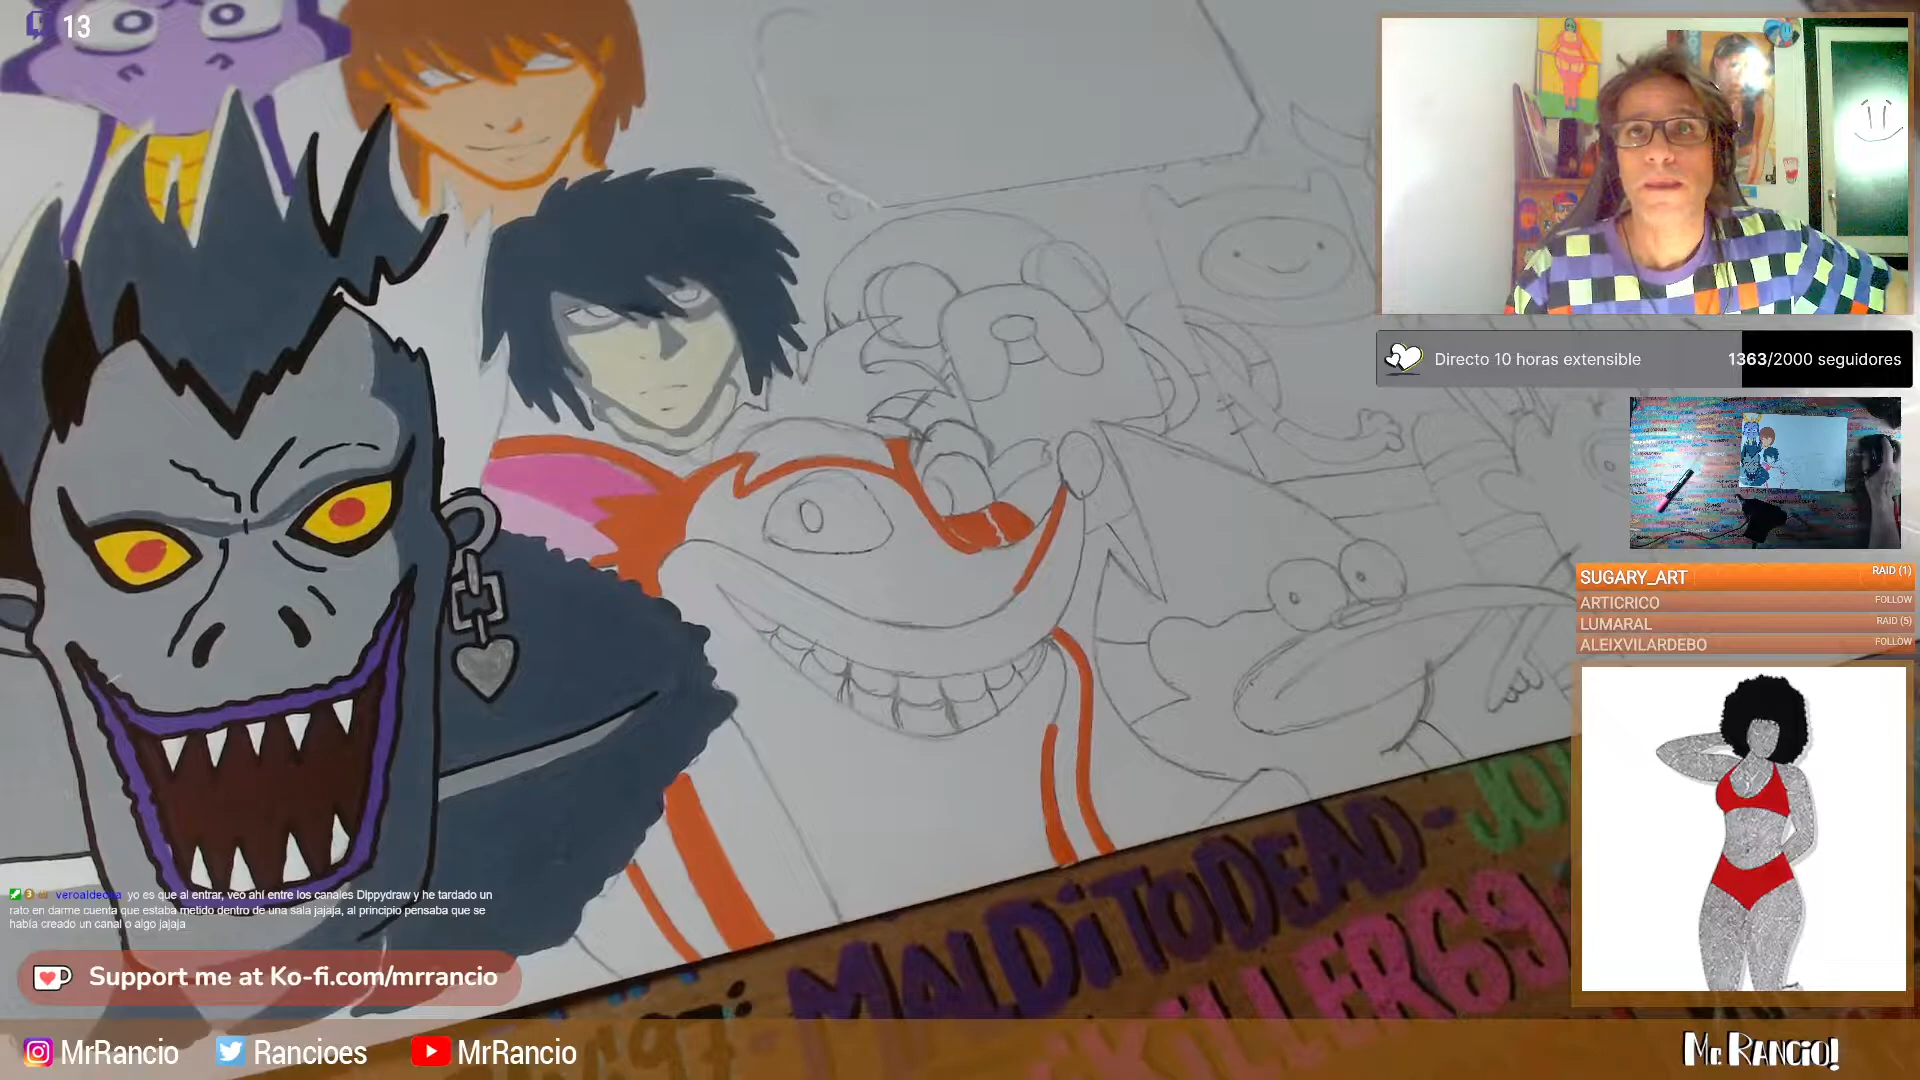 13
Directo 10 horas extensible
1363/2000 seguidores
SUGARY_ART
RAID (1)
ARTICRICO
FOLLOW
LUMARAL
RAID (5)
ALEIXVILARDEBO
FOLLOW
MALDiTODEAD-
KILLER69
yo es que al entrar, veo ahí entre los canales Dippydraw y he tardado un
rato en darme cuenta que estaba metido dentro de una sala jajaja, al principio pensaba que se
había creado un canal o algo jajaja
Support me at Ko-fi.com/mrrancio
MrRancio
Rancioes
MrRancio
Mr. RANCiO!